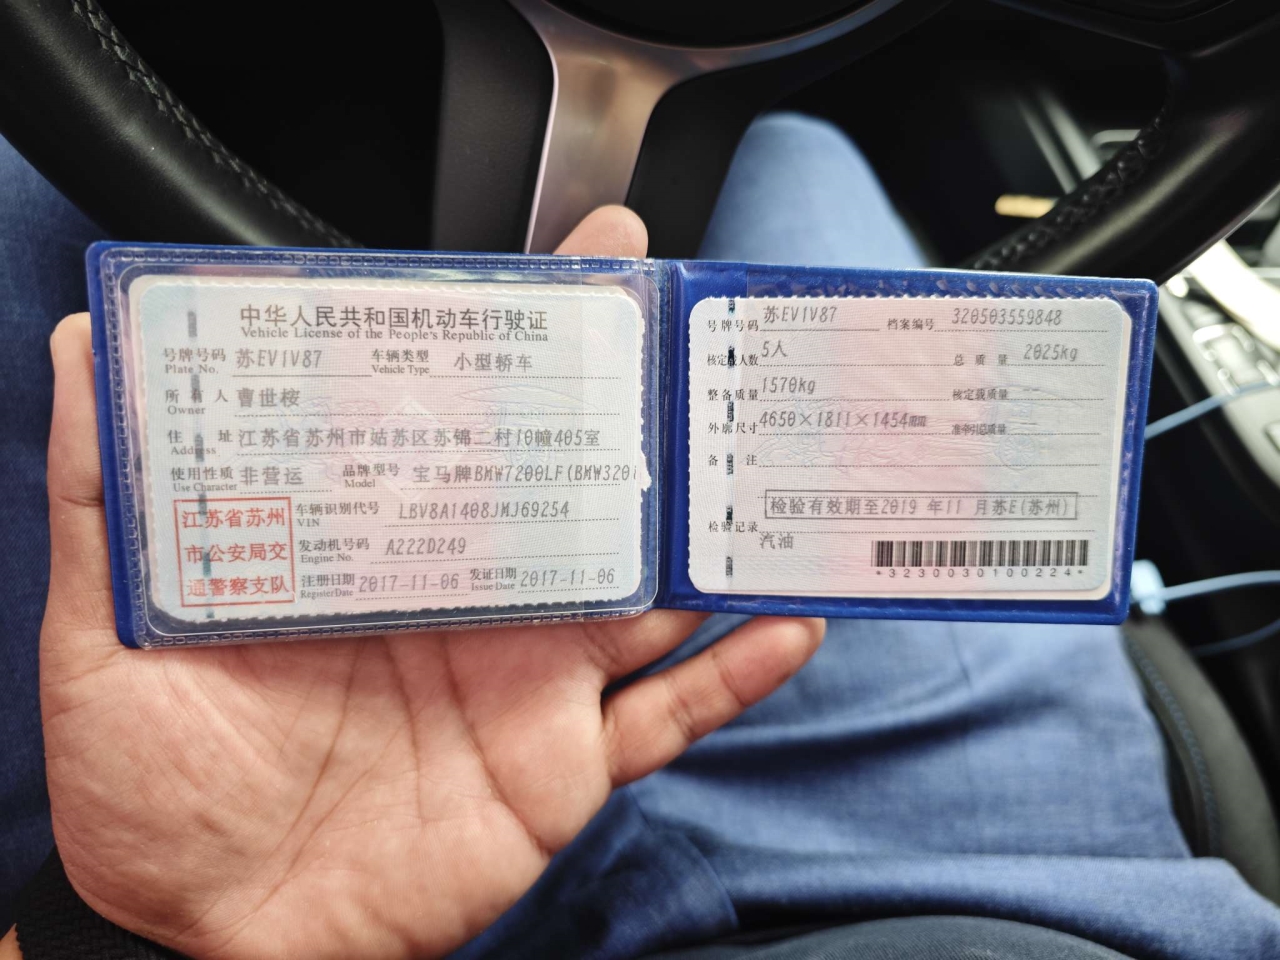 中华人民共和国机动车行驶证
Vehicle License of the People's Republic of China
号牌号码 苏EV1V87 车辆类型 小型轿车
Plate No. Vehicle Type
所有人 曹世桉
Owner
住址 江苏省苏州市姑苏区苏锦二村10幢405室
Address
使用性质 非营运 品牌型号 宝马牌BMW7200LF(BMW320i
Use Character Model
江苏省苏州
市公安局交
通警察支队
车辆识别代号 LBV8A1408JMJ69254
VIN
发动机号码 A222D249
Engine No.
注册日期 2017-11-06 发证日期 2017-11-06
Register Date Issue Date
号牌号码 苏EV1V87 档案编号 320503559848
核定载人数 5人 总质量 2025kg
整备质量 1570kg 核定载质量 --
外廓尺寸 4650×1811×1454mm 准牵引总质量
备注
检验有效期至2019年11月苏E(苏州)
检验记录
汽油
*3230030100224*